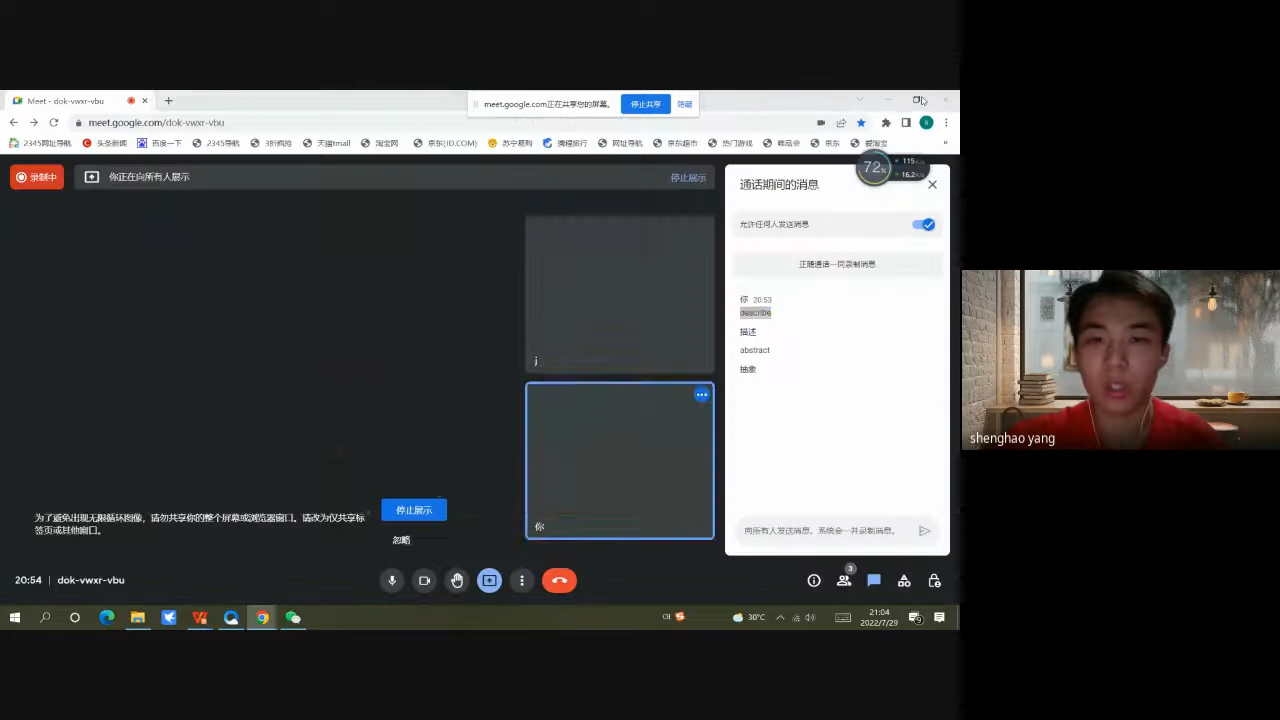 Meet - dok-vwxr-vbu
meet.google.com正在共享您的屏幕。
停止共享
隐藏
meet.google.com/dok-vwxr-vbu
2345网址导航
头条新闻
百度一下
2345导航
3折疯抢
天猫tmall
淘宝网
京东(JD.COM)
苏宁易购
携程旅行
网址导航
京东超市
热门游戏
唯品会
京东
爱淘宝
录制中
你正在向所有人展示
停止展示
72%
115K/s
16.2K/s
通话期间的消息
允许任何人发送消息
正随通话一同录制消息
你 20:53
describe
描述
abstract
抽象
j
你
为了避免出现无限循环图像，请勿共享你的整个屏幕或浏览器窗口。请改为仅共享标
签页或其他窗口。
停止展示
忽略
向所有人发送消息。系统会一并录制消息。
shenghao yang
20:54 | dok-vwxr-vbu
3
CH
30°C
21:04
2022/7/29